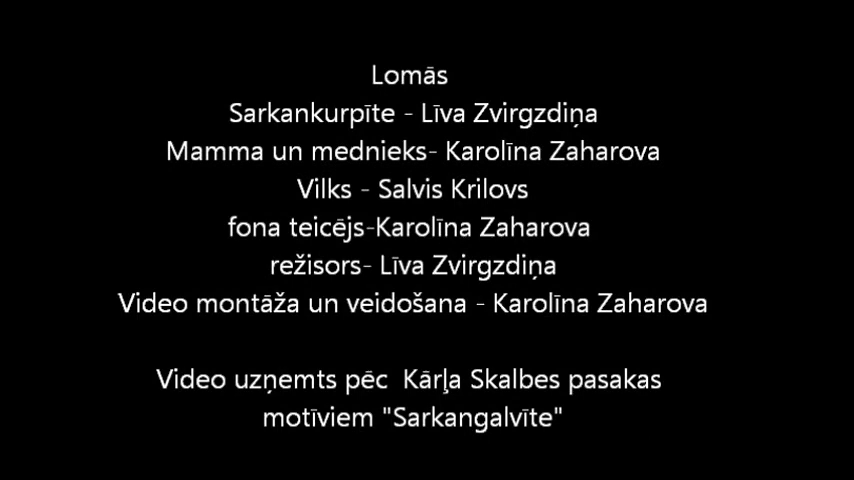 Lomās
Sarkankurpīte - Līva Zvirgzdiņa
Mamma un mednieks- Karolīna Zaharova
Vilks - Salvis Krilovs
fona teicējs-Karolīna Zaharova
režisors- Līva Zvirgzdiņa
Video montāža un veidošana - Karolīna Zaharova
Video uzņemts pēc  Kārļa Skalbes pasakas
motīviem "Sarkangalvīte"